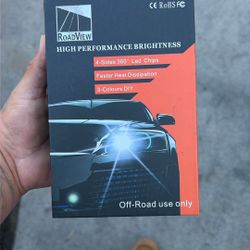 CE RoHS FC
ROADVIEW
HIGH PERFORMANCE BRIGHTNESS
4-Sides 360° Led Chips
Faster Heat Dissipation
3-Colours DIY
Off-Road use only